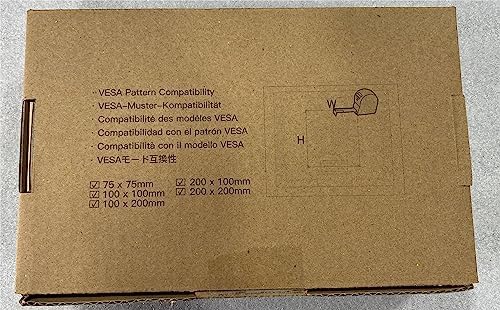 · VESA Pattern Compatibility
· VESA-Muster-Kompatibilität
· Compatibilité des modèles VESA
· Compatibilidad con el patrón VESA
· Compatibilità con il modello VESA
· VESAモード互換性
☑ 75 x 75mm ☑ 200 x 100mm
☑ 100 x 100mm ☑ 200 x 200mm
☑ 100 x 200mm
W
H